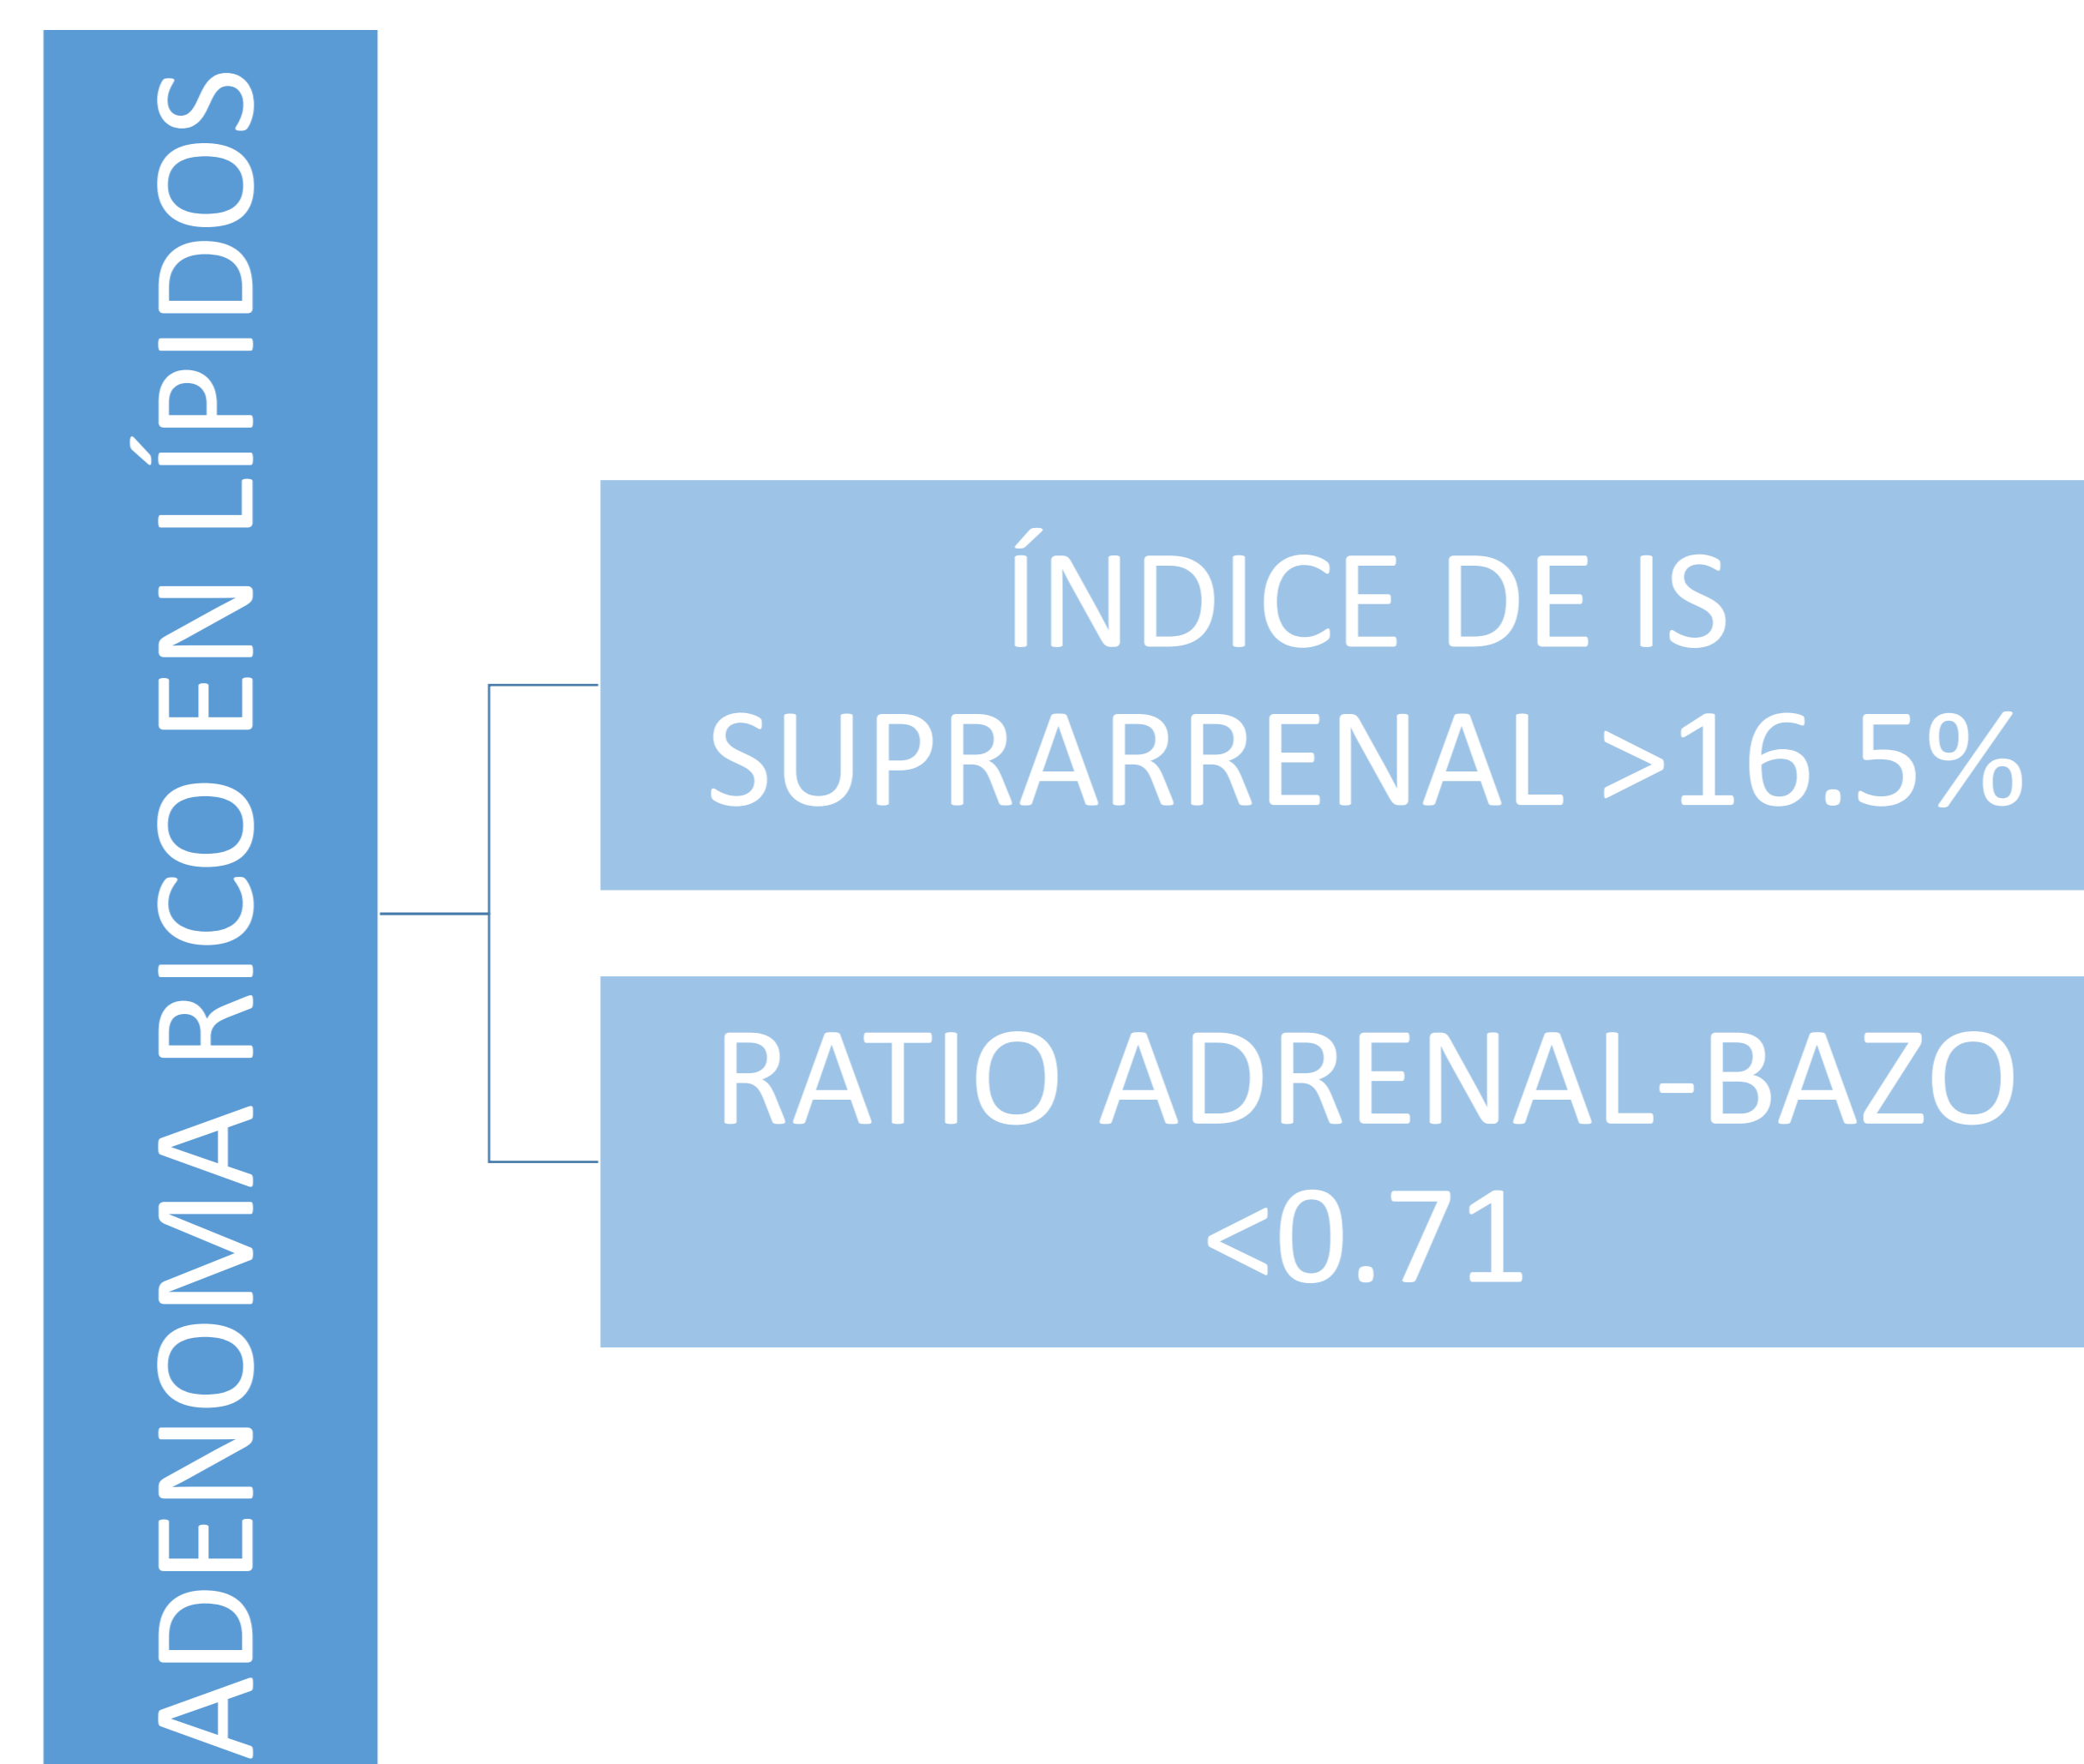 ADENOMA RICO EN LÍPIDOS
ÍNDICE DE IS
SUPRARRENAL >16.5%
RATIO ADRENAL-BAZO
<0.71